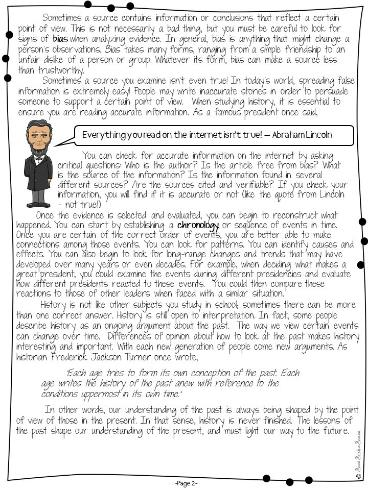 Sometimes a source contains information or conclusions that reflect a certain
point of view. This is not necessarily a bad thing, but you must be careful to look for
signs of bias when analyzing evidence. In general, bias is anything that might change a
person's observations. Bias takes many forms, ranging from a simple friendship to an
unfair dislike of a person or group. Whatever its form, bias can make a source less
than trustworthy.
Sometimes a source you examine isn't even true! In today's world, spreading false
information is extremely easy! People may write inaccurate stories in order to persuade
someone to support a certain point of view. When studying history, it is essential to
ensure you are reading accurate information. As a famous president once said,
Everything you read on the internet isn't true! – Abraham Lincoln
You can check for accurate information on the internet by asking
critical questions: Who is the author? Is the article free from bias? What
is the source of the information? Is the information found in several
different sources? Are the sources cited and verifiable? If you check your
information, you will find if it is accurate or not (like the quote from Lincoln
- not true!)
Once the evidence is selected and evaluated, you can begin to reconstruct what
happened. You can start by establishing a chronology, or sequence of events in time.
Once you are certain of the correct order of events, you are better able to make
connections among those events. You can look for patterns. You can identify causes and
effects. You can also begin to look for long-range changes and trends that may have
developed over many years or even decades. For example, when deciding what makes a
great president, you could examine the events during different presidencies and evaluate
how different presidents reacted to these events. You could then compare these
reactions to those of other leaders when faced with a similar situation.
History is not like other subjects you study in school; sometimes there can be more
than one correct answer. History is still open to interpretation. In fact, some people
describe history as an ongoing argument about the past. The way we view certain events
can change over time. Differences of opinion about how to look at the past makes history
interesting and important. With each new generation of people come new arguments. As
historian Frederick Jackson Turner once wrote,
"Each age tries to form its own conception of the past. Each
age writes the history of the past anew with reference to the
conditions uppermost in its own time."
In other words, our understanding of the past is always being shaped by the point
of view of those in the present. In that sense, history is never finished. The lessons of
the past shape our understanding of the present, and must light our way to the future.
-Page 2-